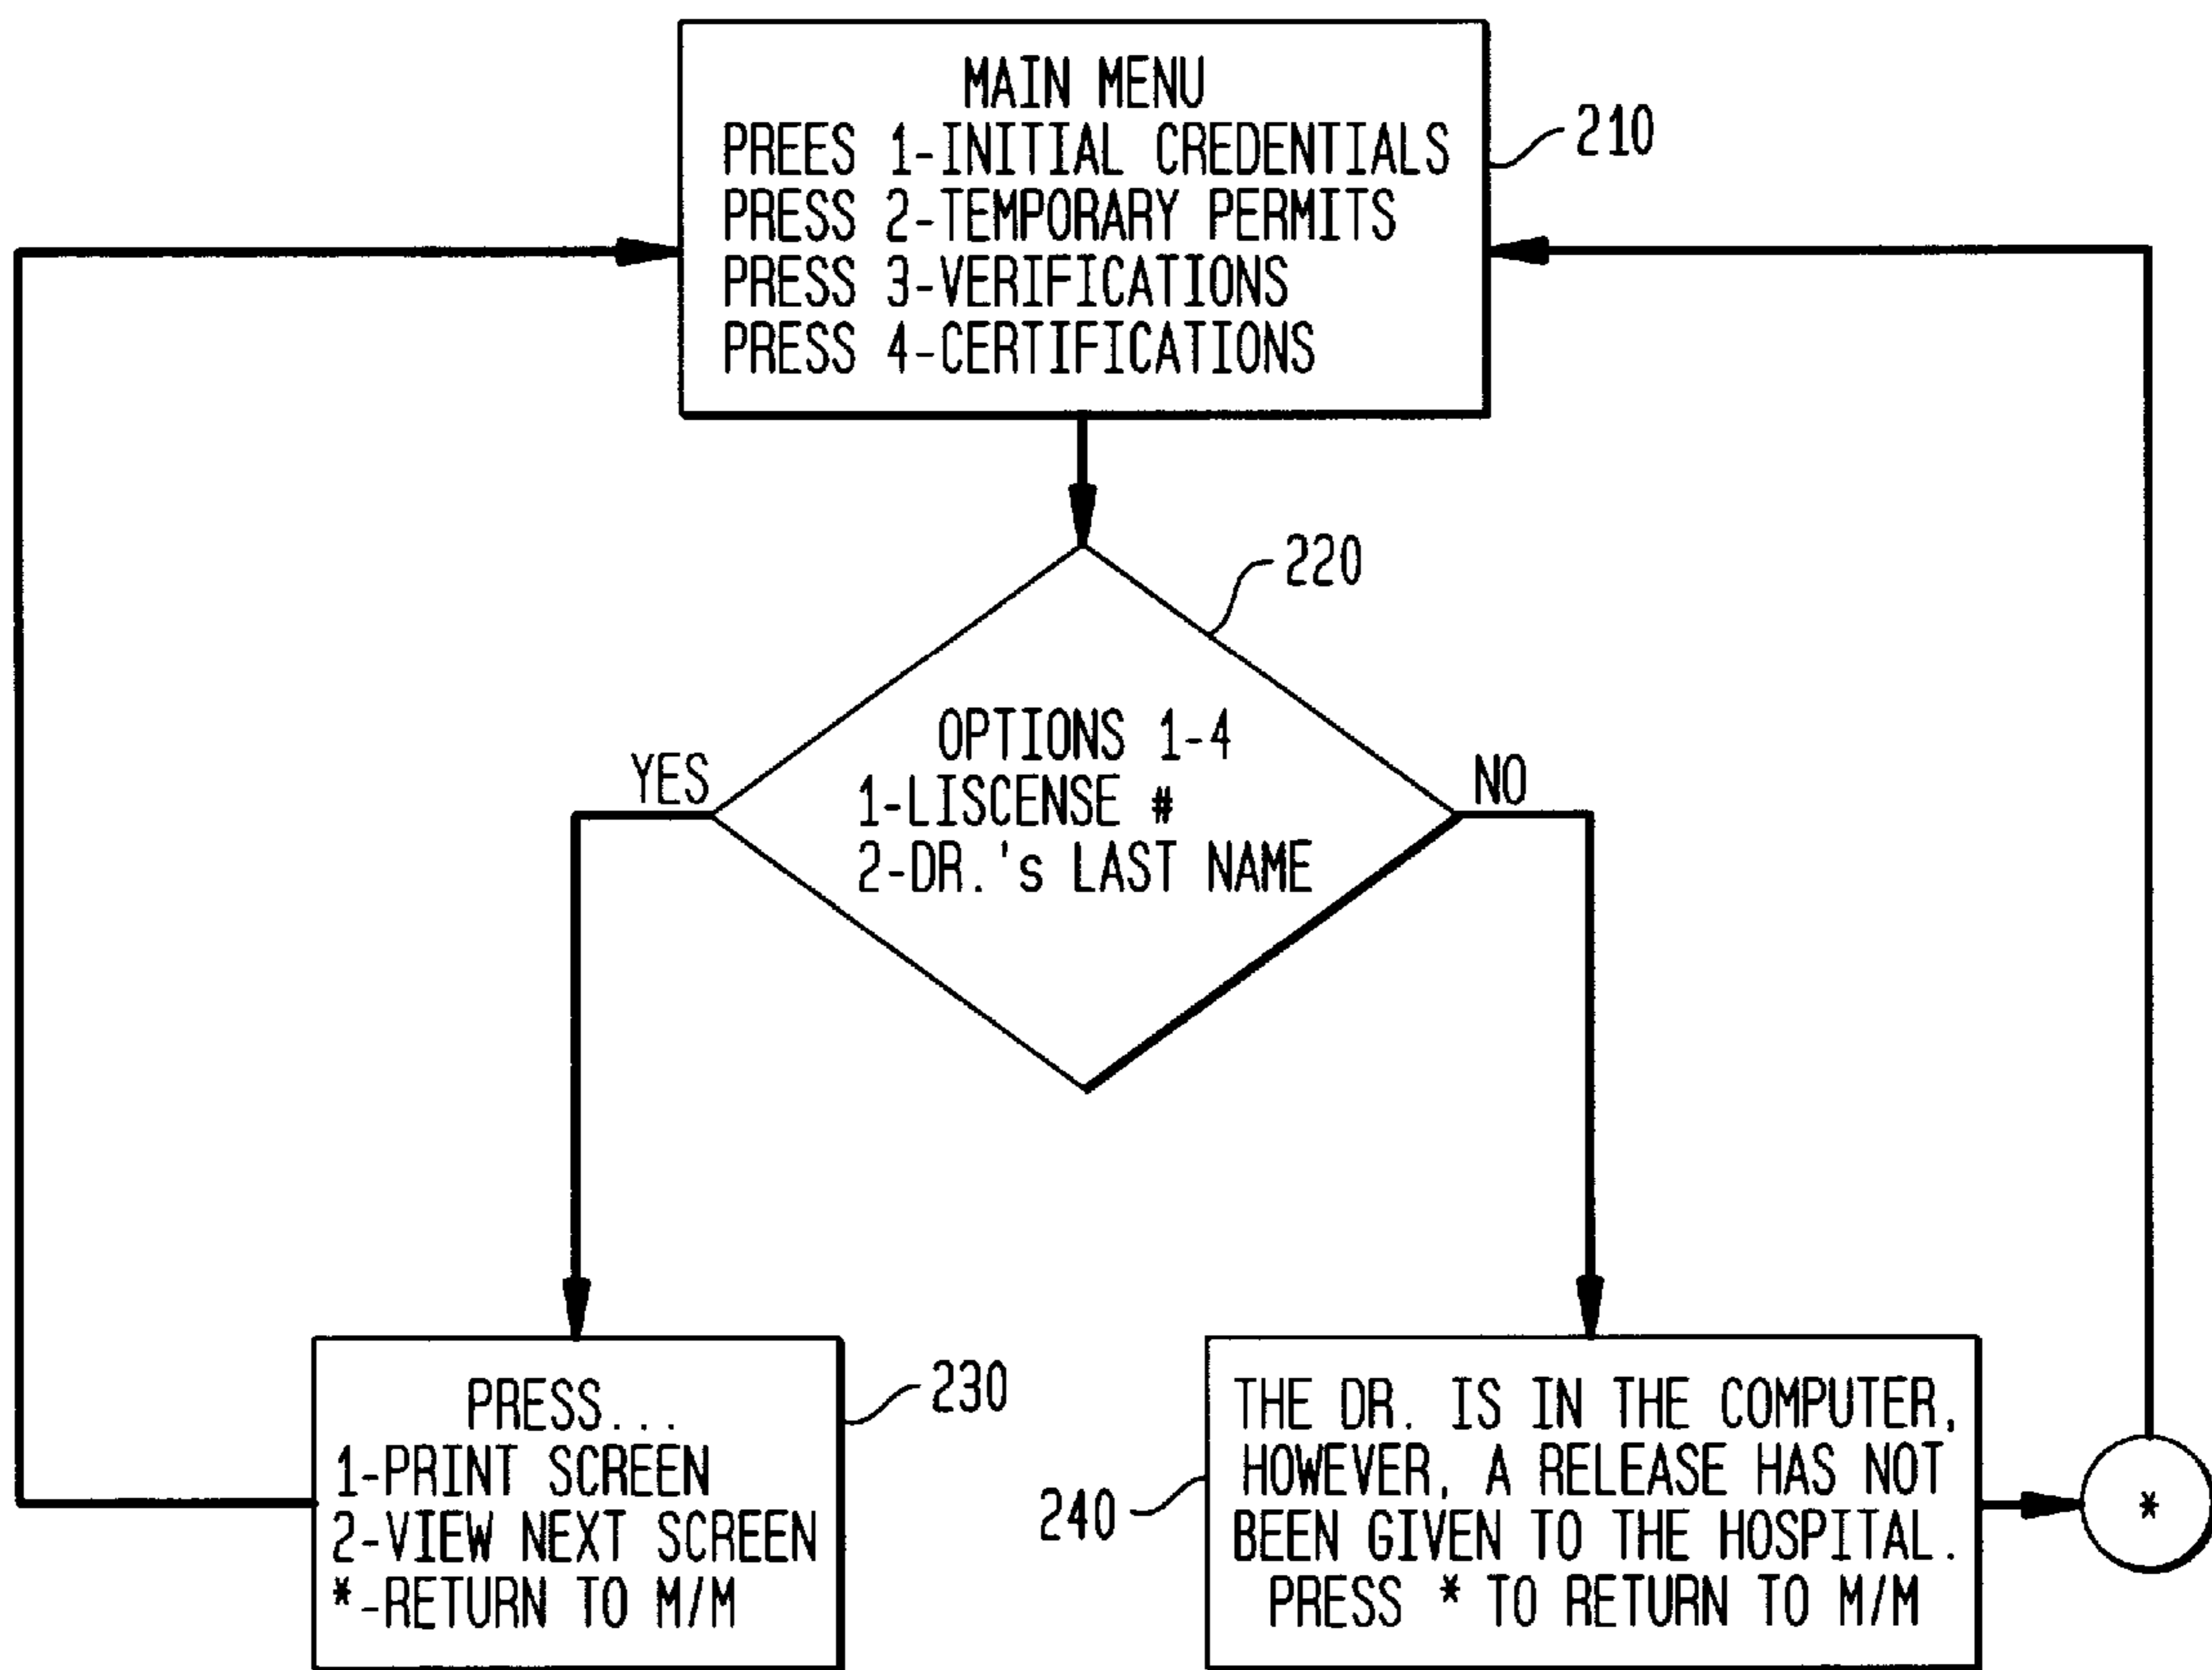 MAIN MENU
PREES 1-INITIAL CREDENTIALS
PRESS 2-TEMPORARY PERMITS
PRESS 3-VERIFICATIONS
PRESS 4-CERTIFICATIONS
210
220
OPTIONS 1-4
1-LISCENSE #
2-DR.'s LAST NAME
YES
NO
PRESS...
1-PRINT SCREEN
2-VIEW NEXT SCREEN
*-RETURN TO M/M
230
THE DR. IS IN THE COMPUTER,
HOWEVER, A RELEASE HAS NOT
BEEN GIVEN TO THE HOSPITAL.
PRESS * TO RETURN TO M/M
240
*